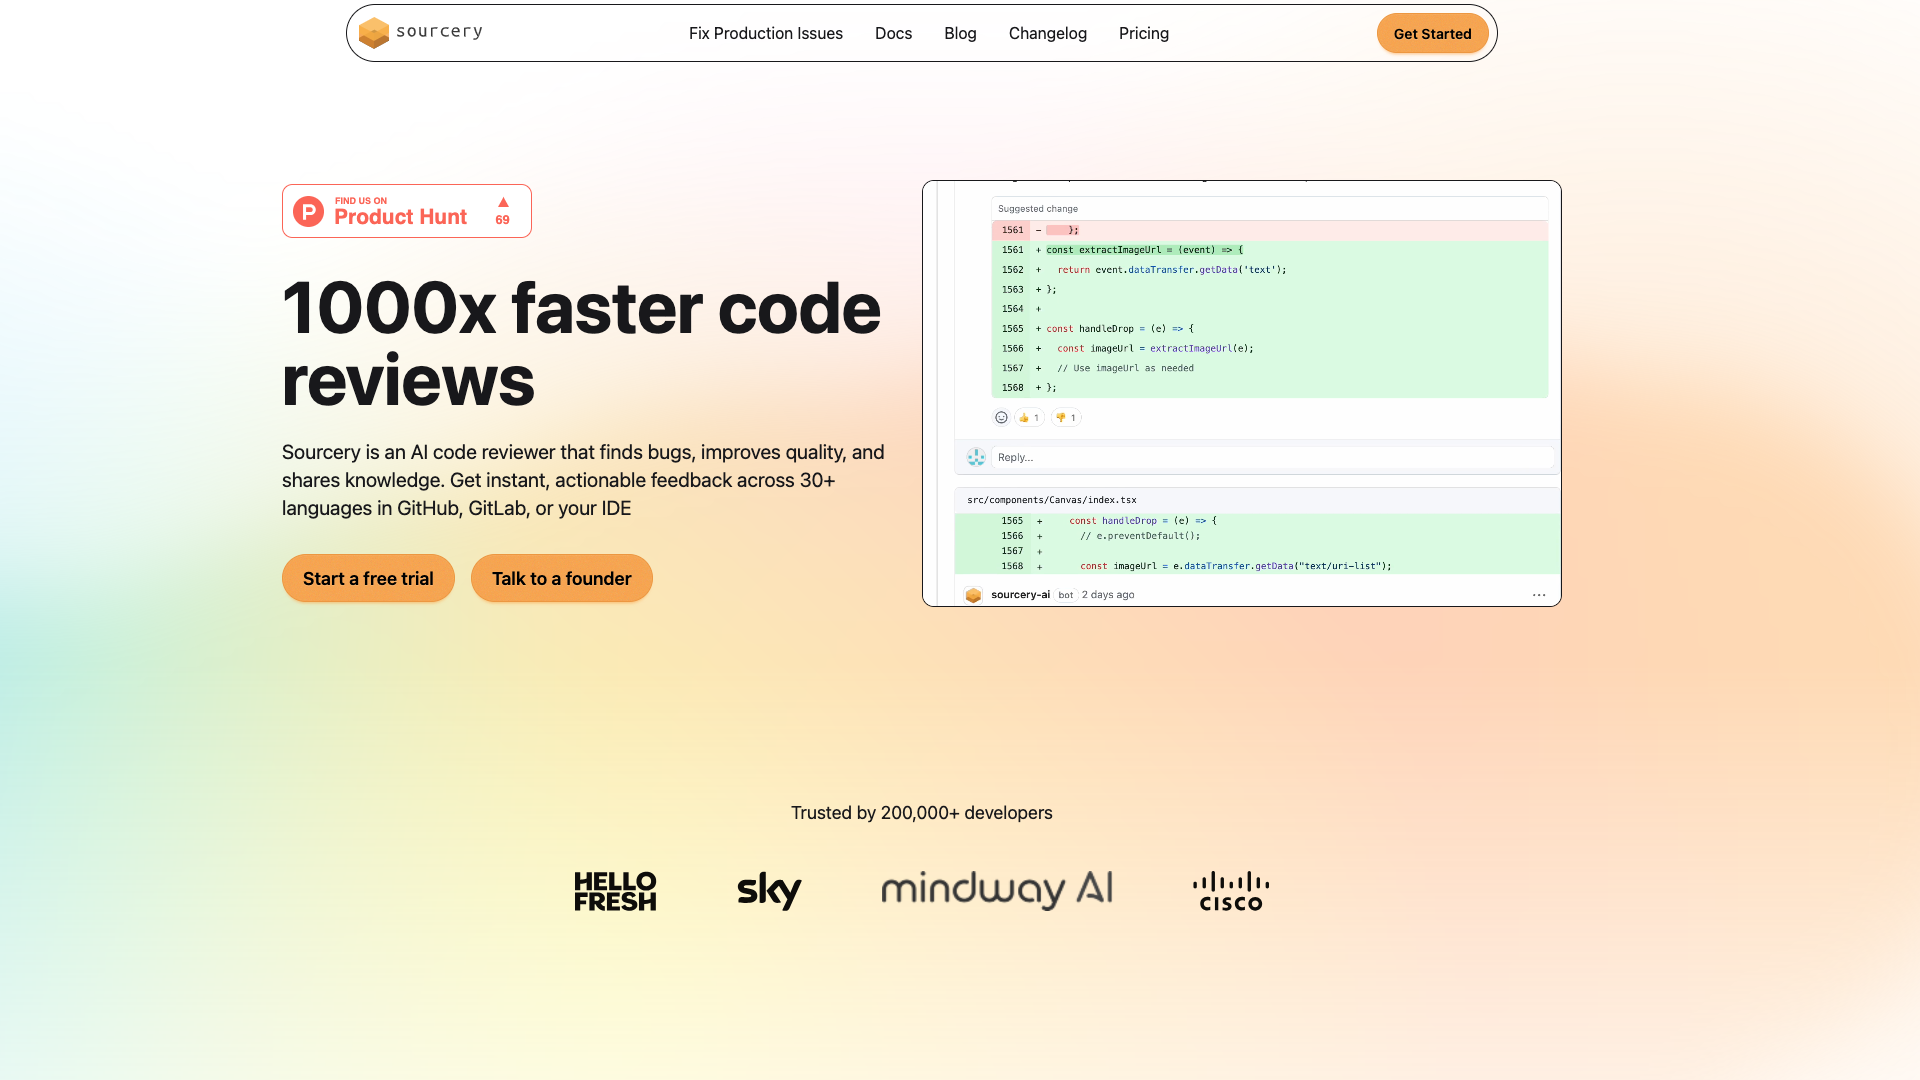 sourcery
Fix Production Issues
Docs
Blog
Changelog
Pricing
Get Started
FIND US ON
Product Hunt
69
1000x faster code
reviews
Sourcery is an AI code reviewer that finds bugs, improves quality, and
shares knowledge. Get instant, actionable feedback across 30+
languages in GitHub, GitLab, or your IDE
Start a free trial
Talk to a founder
Suggested change
1561 - };
1561 + const extractImageUrl = (event) => {
1562 + return event.dataTransfer.getData('text');
1563 + };
1564 +
1565 + const handleDrop = (e) => {
1566 + const imageUrl = extractImageUrl(e);
1567 + // Use imageUrl as needed
1568 + };
👍 1 👎 1
Reply...
src/components/Canvas/index.tsx
1565 + const handleDrop = (e) => {
1566 + // e.preventDefault();
1567 +
1568 + const imageUrl = e.dataTransfer.getData("text/uri-list");
sourcery-ai bot 2 days ago ...
Trusted by 200,000+ developers
HELLO
FRESH
sky
mindway AI
CISCO